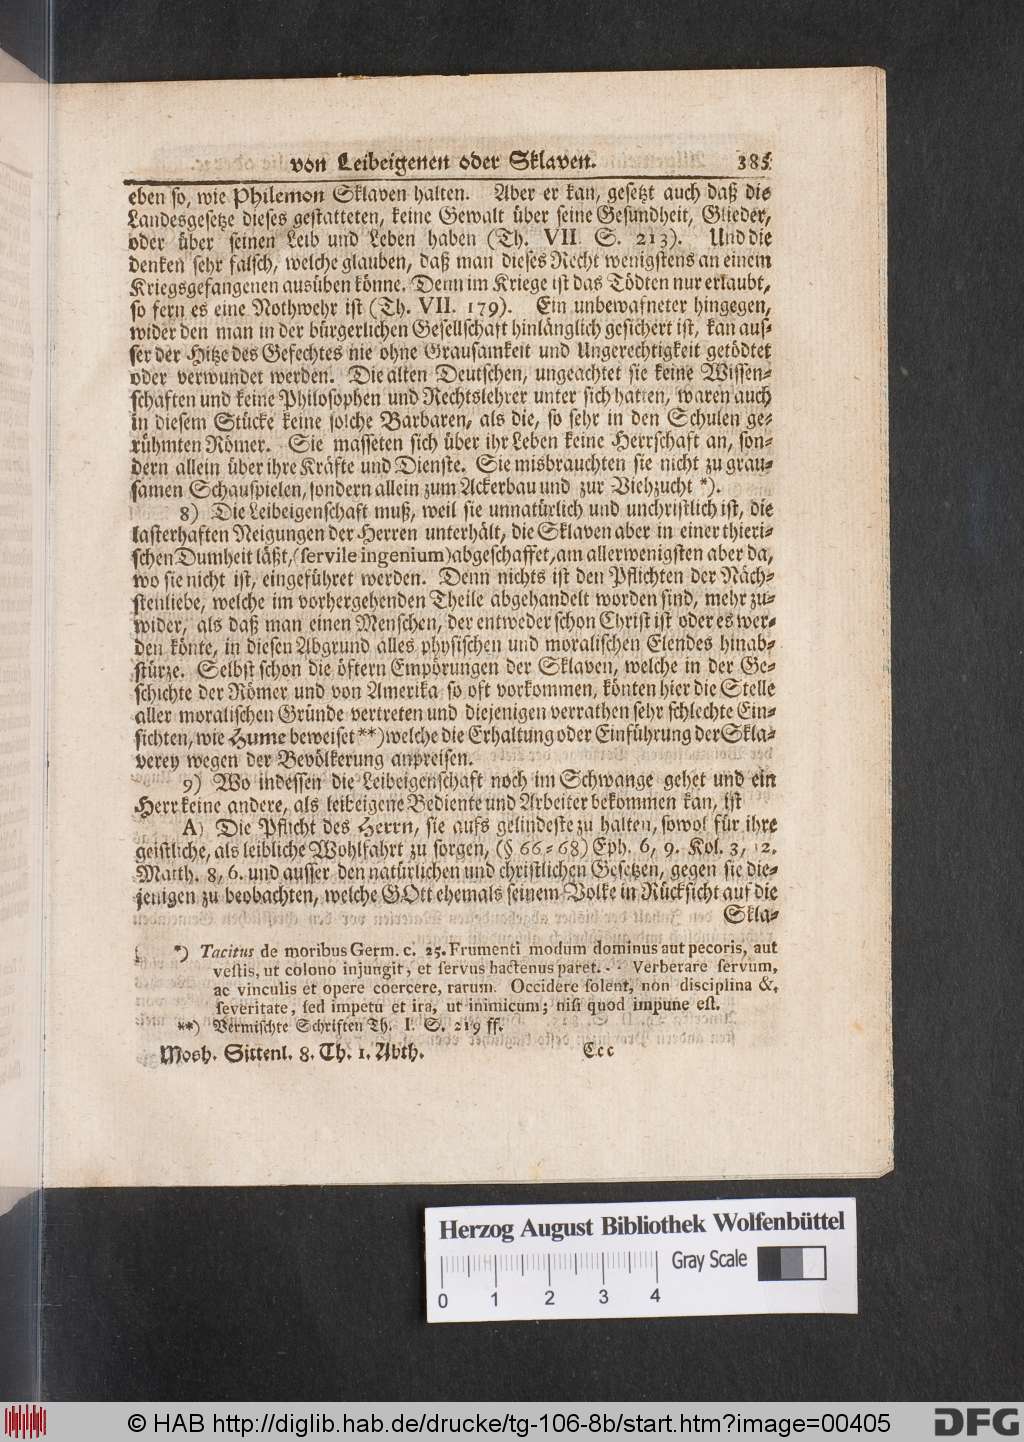 von Leibeigenen oder Sklaven. 385
eben so, wie Philemon Sklaven halten. Aber er kan, gesetzt auch daß die
Landesgesetze dieses gestatteten, keine Gewalt über seine Gesundheit, Glieder,
oder über seinen Leib und Leben haben (Th. VII. S. 213). Und die
denken sehr falsch, welche glauben, daß man dieses Recht wenigstens an einem
Kriegsgefangenen ausüben könne. Denn im Kriege ist das Tödten nur erlaubt,
so fern es eine Nothwehr ist (Th. VII. 179). Ein unbewafneter hingegen,
wider den man in der bürgerlichen Gesellschaft hinlänglich gesichert ist, kan aus-
ser der Hitze des Gefechtes nie ohne Grausamkeit und Ungerechtigkeit getödtet
oder verwundet werden. Die alten Deutschen, ungeachtet sie keine Wissen-
schaften und keine Philosophen und Rechtslehrer unter sich hatten, waren auch
in diesem Stücke keine solche Barbaren, als die, so sehr in den Schulen ge-
rühmten Römer. Sie masseten sich über ihr Leben keine Herrschaft an, son-
dern allein über ihre Kräfte und Dienste. Sie misbrauchten sie nicht zu grau-
samen Schauspielen, sondern allein zum Ackerbau und zur Viehzucht *).
8) Die Leibeigenschaft muß, weil sie unnatürlich und unchristlich ist, die
lasterhaften Neigungen der Herren unterhält, die Sklaven aber in einer thieri-
schen Dumheit läßt, (servile ingenium) abgeschaffet, am allerwenigsten aber da,
wo sie nicht ist, eingeführet werden. Denn nichts ist den Pflichten der Näch-
stenliebe, welche im vorhergehenden Theile abgehandelt worden sind, mehr zu-
wider, als daß man einen Menschen, der entweder schon Christ ist oder es wer-
den könte, in diesen Abgrund alles physischen und moralischen Elendes hinab-
stürze. Selbst schon die öftern Empörungen der Sklaven, welche in der Ge-
schichte der Römer und von Amerika so oft vorkommen, könten hier die Stelle
aller moralischen Gründe vertreten und diejenigen verrathen sehr schlechte Ein-
sichten, wie Hume beweiset **) welche die Erhaltung oder Einführung der Skla-
verey wegen der Bevölkerung anpreisen.
9) Wo indessen die Leibeigenschaft noch im Schwange gehet und ein
Herr keine andere, als leibeigene Bediente und Arbeiter bekommen kan, ist
A) Die Pflicht des Herrn, sie aufs gelindeste zu halten, sowol für ihre
geistliche, als leibliche Wohlfahrt zu sorgen, (§ 66-68) Eph. 6, 9. Kol. 3, 12.
Matth. 8, 6. und ausser den natürlichen und christlichen Gesetzen, gegen sie die-
jenigen zu beobachten, welche GOtt ehemals seinem Volke in Rücksicht auf die
Skla-
*) Tacitus de moribus Germ. c. 25. Frumenti modum dominus aut pecoris, aut
vestis, ut colono injungit, et servus hactenus paret. - - Verberare servum,
ac vinculis et opere coercere, rarum. Occidere solent, non disciplina &
severitate, sed impetu et ira, ut inimicum; nisi quod impune est.
**) Vermischte Schriften Th. I. S. 219 ff.
Mosh. Sittenl. 8. Th. 1. Abth. Ccc
Herzog August Bibliothek Wolfenbüttel
Gray Scale
0 1 2 3 4
© HAB http://diglib.hab.de/drucke/tg-106-8b/start.htm?image=00405
DFG